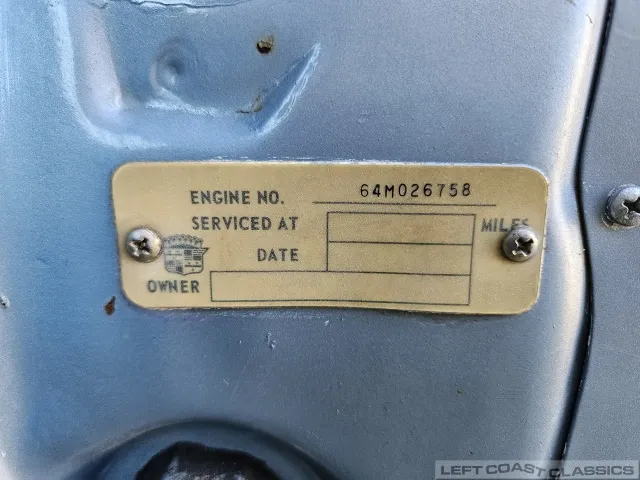 ENGINE NO. 64M026758
SERVICED AT MILES
DATE
OWNER
LEFT COAST CLASSICS